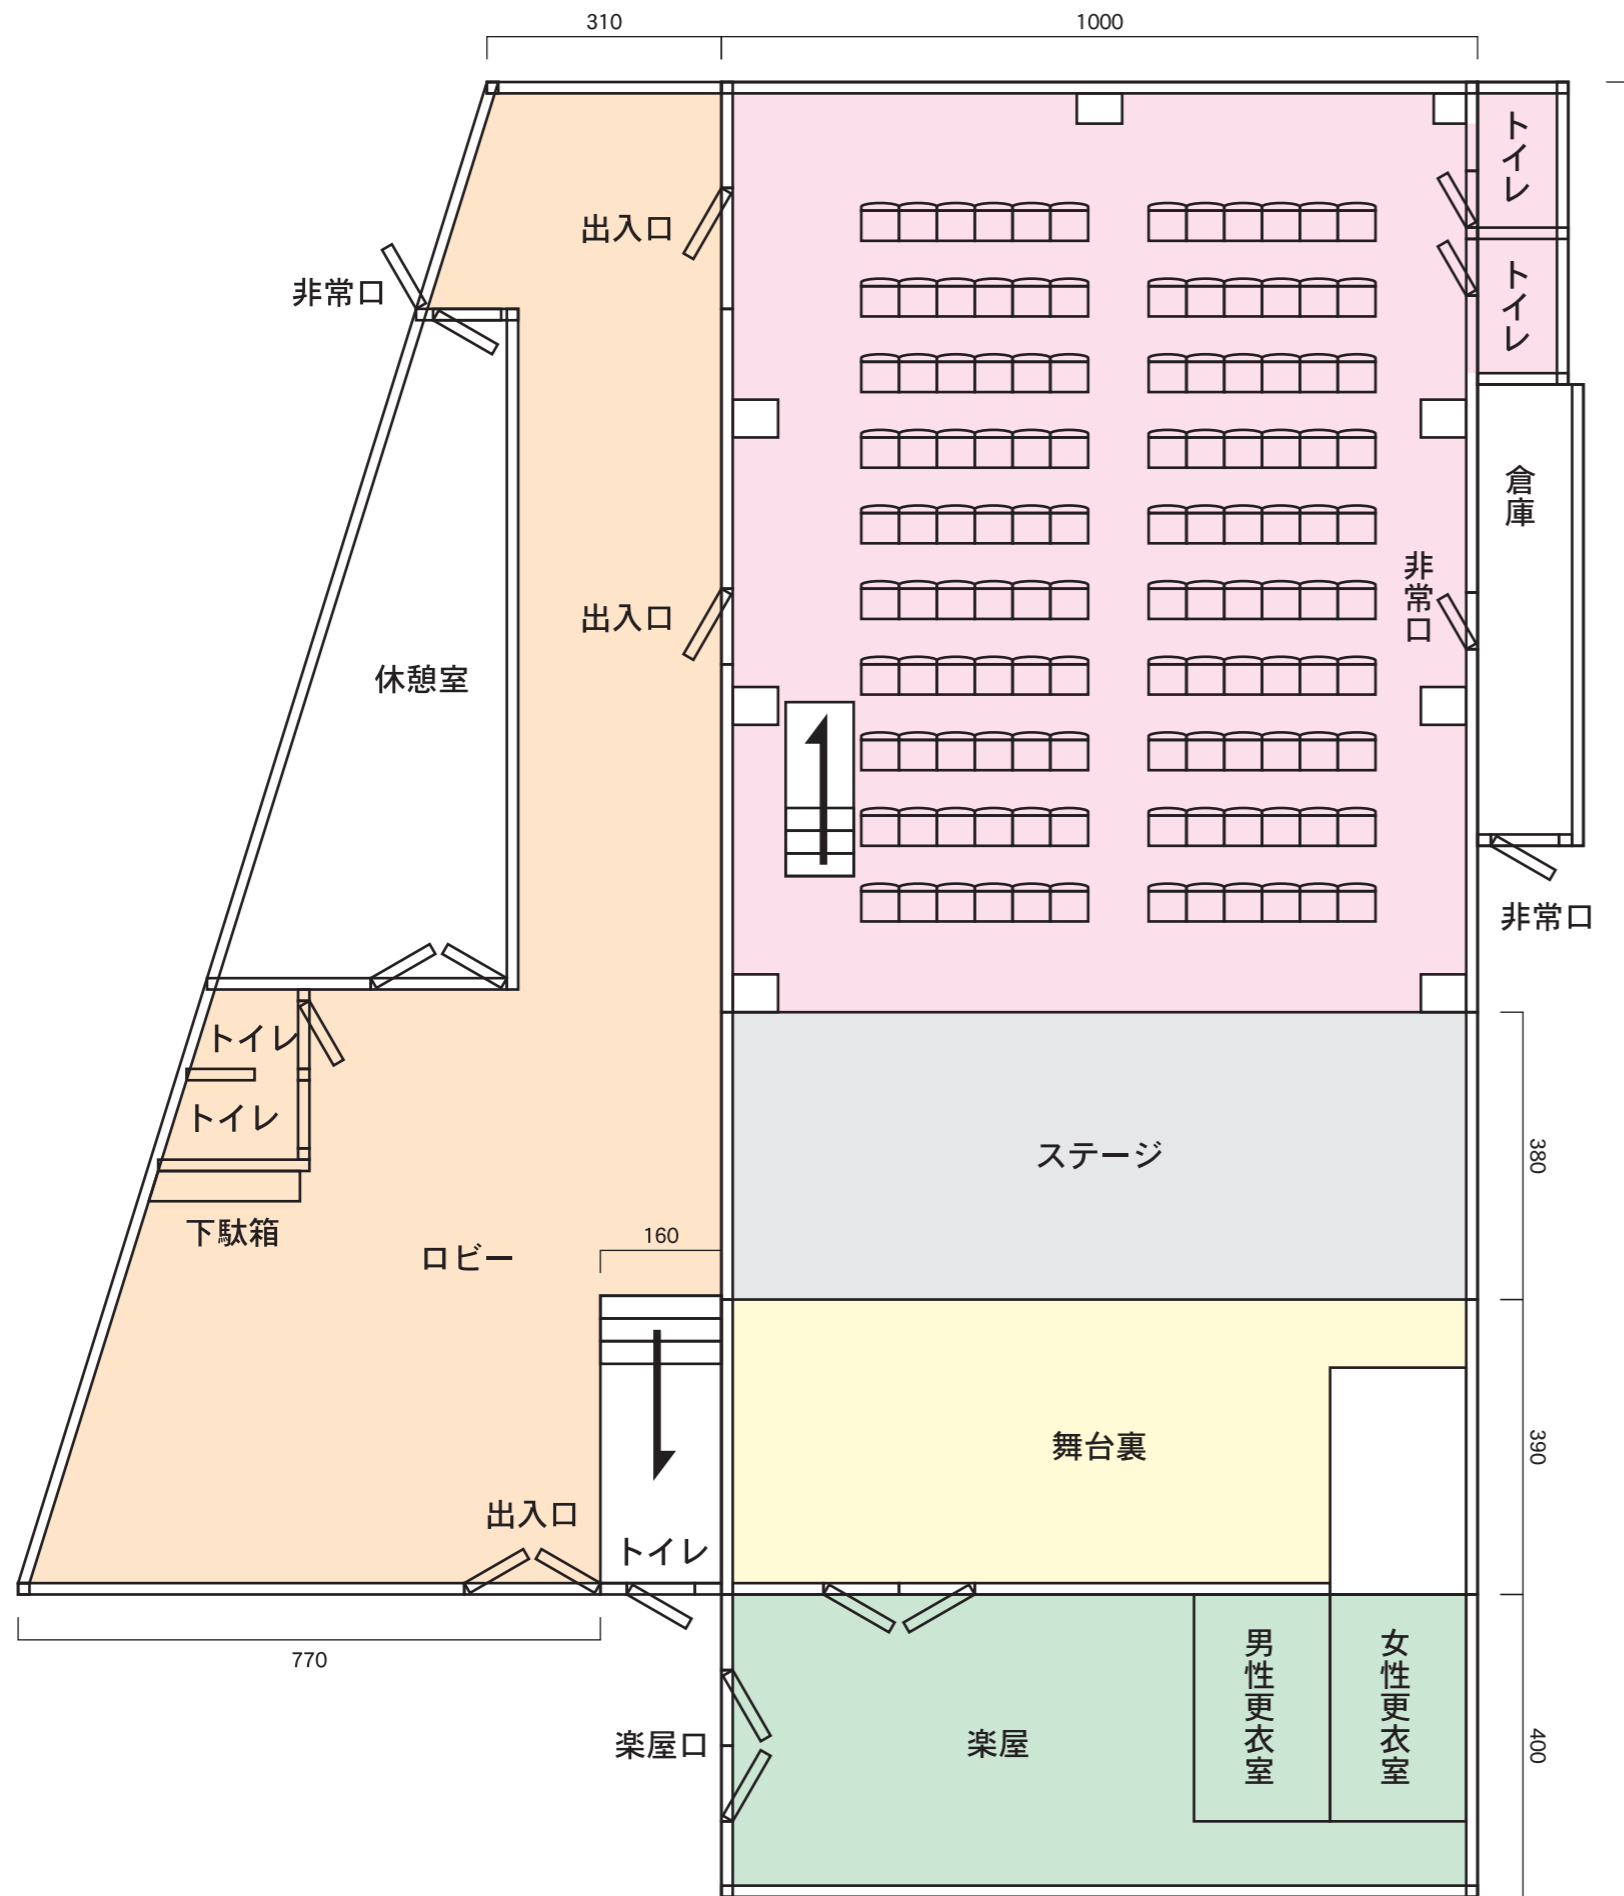 310
1000
トイレ
出入口
非常口
トイレ
倉庫
非常口
出入口
休憩室
非常口
トイレ
トイレ
ステージ
380
下駄箱
ロビー
160
舞台裏
390
出入口
トイレ
770
楽屋口
楽屋
男性更衣室
女性更衣室
400